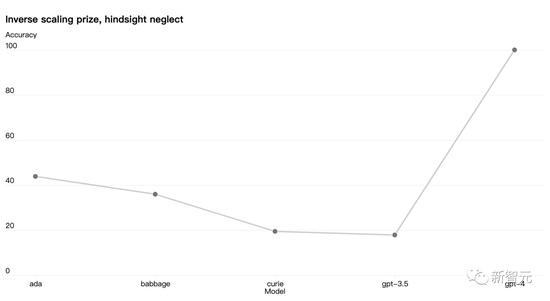 Inverse scaling prize, hindsight neglect
Accuracy
100
80
60
40
20
0
ada babbage curie gpt-3.5 gpt-4
Model
新智元